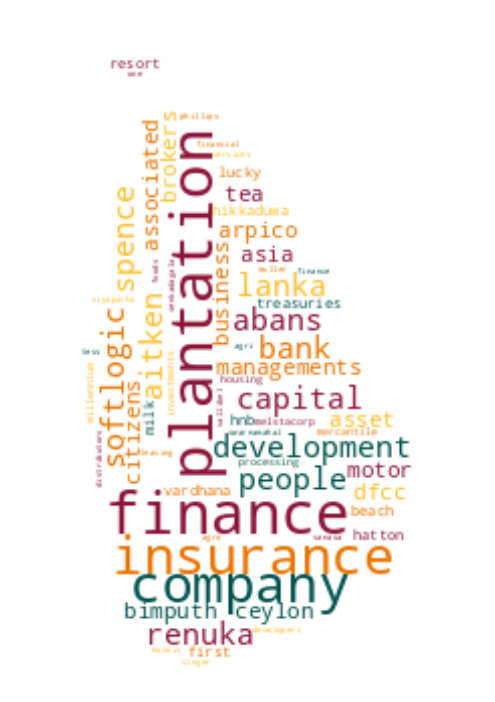 resort
phillips
financial
services
associated
brokers
plantation
lucky
tea
spence
hikkaduwa
arpico
asia
business
muller finance
lanka
treasuries
aitken
softlogic
abans
agri
bank
managements
millennium
investments
housing
citizens
milk
capital
hnb melstacorp
asset
mercantile
development
distributors
leasing
processing
people
motor
vardhana
dfcc
finance
beach
hatton
insurance
company
bimputh ceylon
renuka
developers
hotels
first
singer